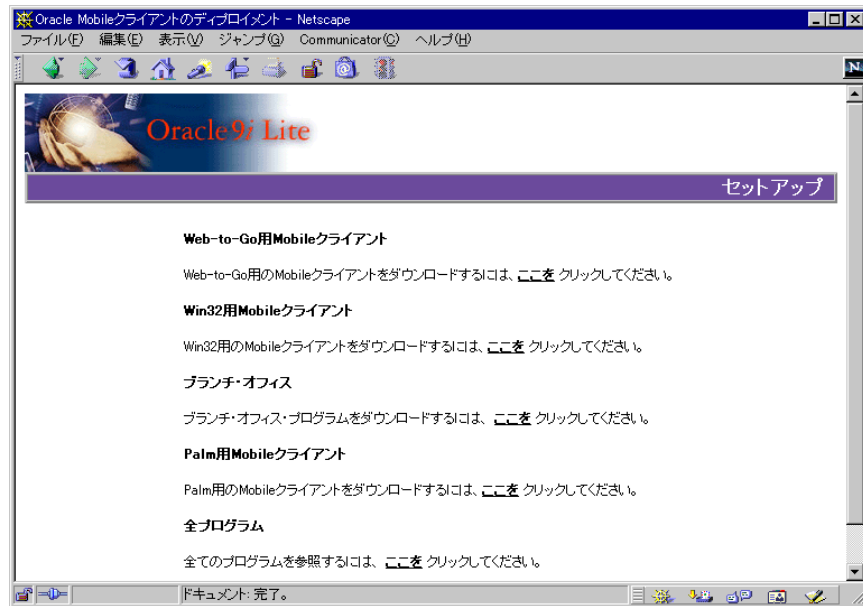 Oracle Mobileクライアントのディプロイメント - Netscape
ファイル(F) 編集(E) 表示(V) ジャンプ(G) Communicator(C) ヘルプ(H)
N
Oracle9i Lite
セットアップ
Web-to-Go用Mobileクライアント
Web-to-Go用のMobileクライアントをダウンロードするには、ここを クリックしてください。
Win32用Mobileクライアント
Win32用のMobileクライアントをダウンロードするには、ここを クリックしてください。
ブランチ・オフィス
ブランチ・オフィス・プログラムをダウンロードするには、 ここを クリックしてください。
Palm用Mobileクライアント
Palm用のMobileクライアントをダウンロードするには、ここを クリックしてください。
全プログラム
全てのプログラムを参照するには、 ここを クリックしてください。
ドキュメント: 完了。